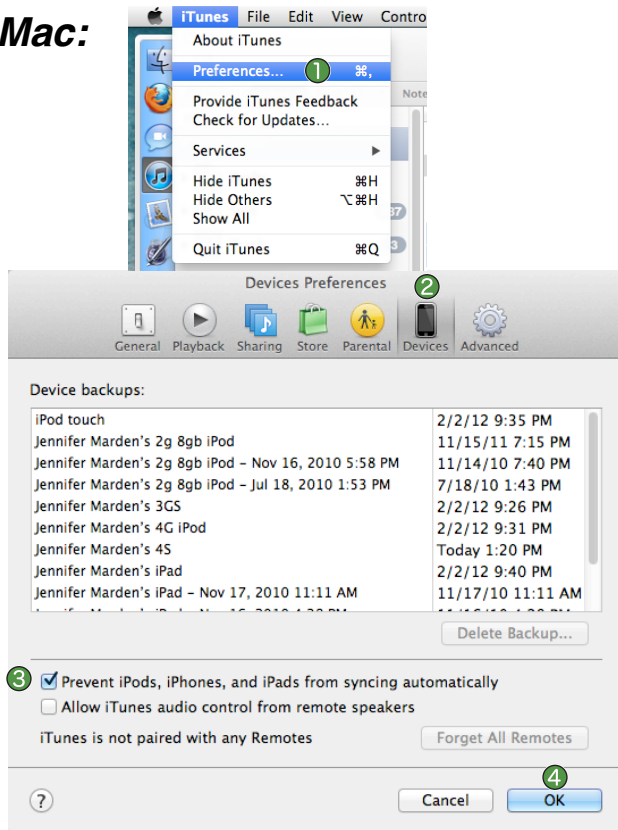 Mac:
iTunes File Edit View Contro
About iTunes
Preferences... 1 ⌘,
Note
Provide iTunes Feedback
Check for Updates...
Services ▶
Hide iTunes ⌘H
Hide Others ⌥⌘H
37
Show All
Quit iTunes ⌘Q
3
Devices Preferences
2
General Playback Sharing Store Parental Devices Advanced
Device backups:
iPod touch 2/2/12 9:35 PM
Jennifer Marden's 2g 8gb iPod 11/15/11 7:15 PM
Jennifer Marden's 2g 8gb iPod – Nov 16, 2010 5:58 PM 11/14/10 7:40 PM
Jennifer Marden's 2g 8gb iPod – Jul 18, 2010 1:53 PM 7/18/10 1:43 PM
Jennifer Marden's 3GS 2/2/12 9:26 PM
Jennifer Marden's 4G iPod 2/2/12 9:31 PM
Jennifer Marden's 4S Today 1:20 PM
Jennifer Marden's iPad 2/2/12 9:40 PM
Jennifer Marden's iPad – Nov 17, 2010 11:11 AM 11/17/10 11:11 AM
Delete Backup...
3 Prevent iPods, iPhones, and iPads from syncing automatically
Allow iTunes audio control from remote speakers
iTunes is not paired with any Remotes Forget All Remotes
4
? Cancel OK